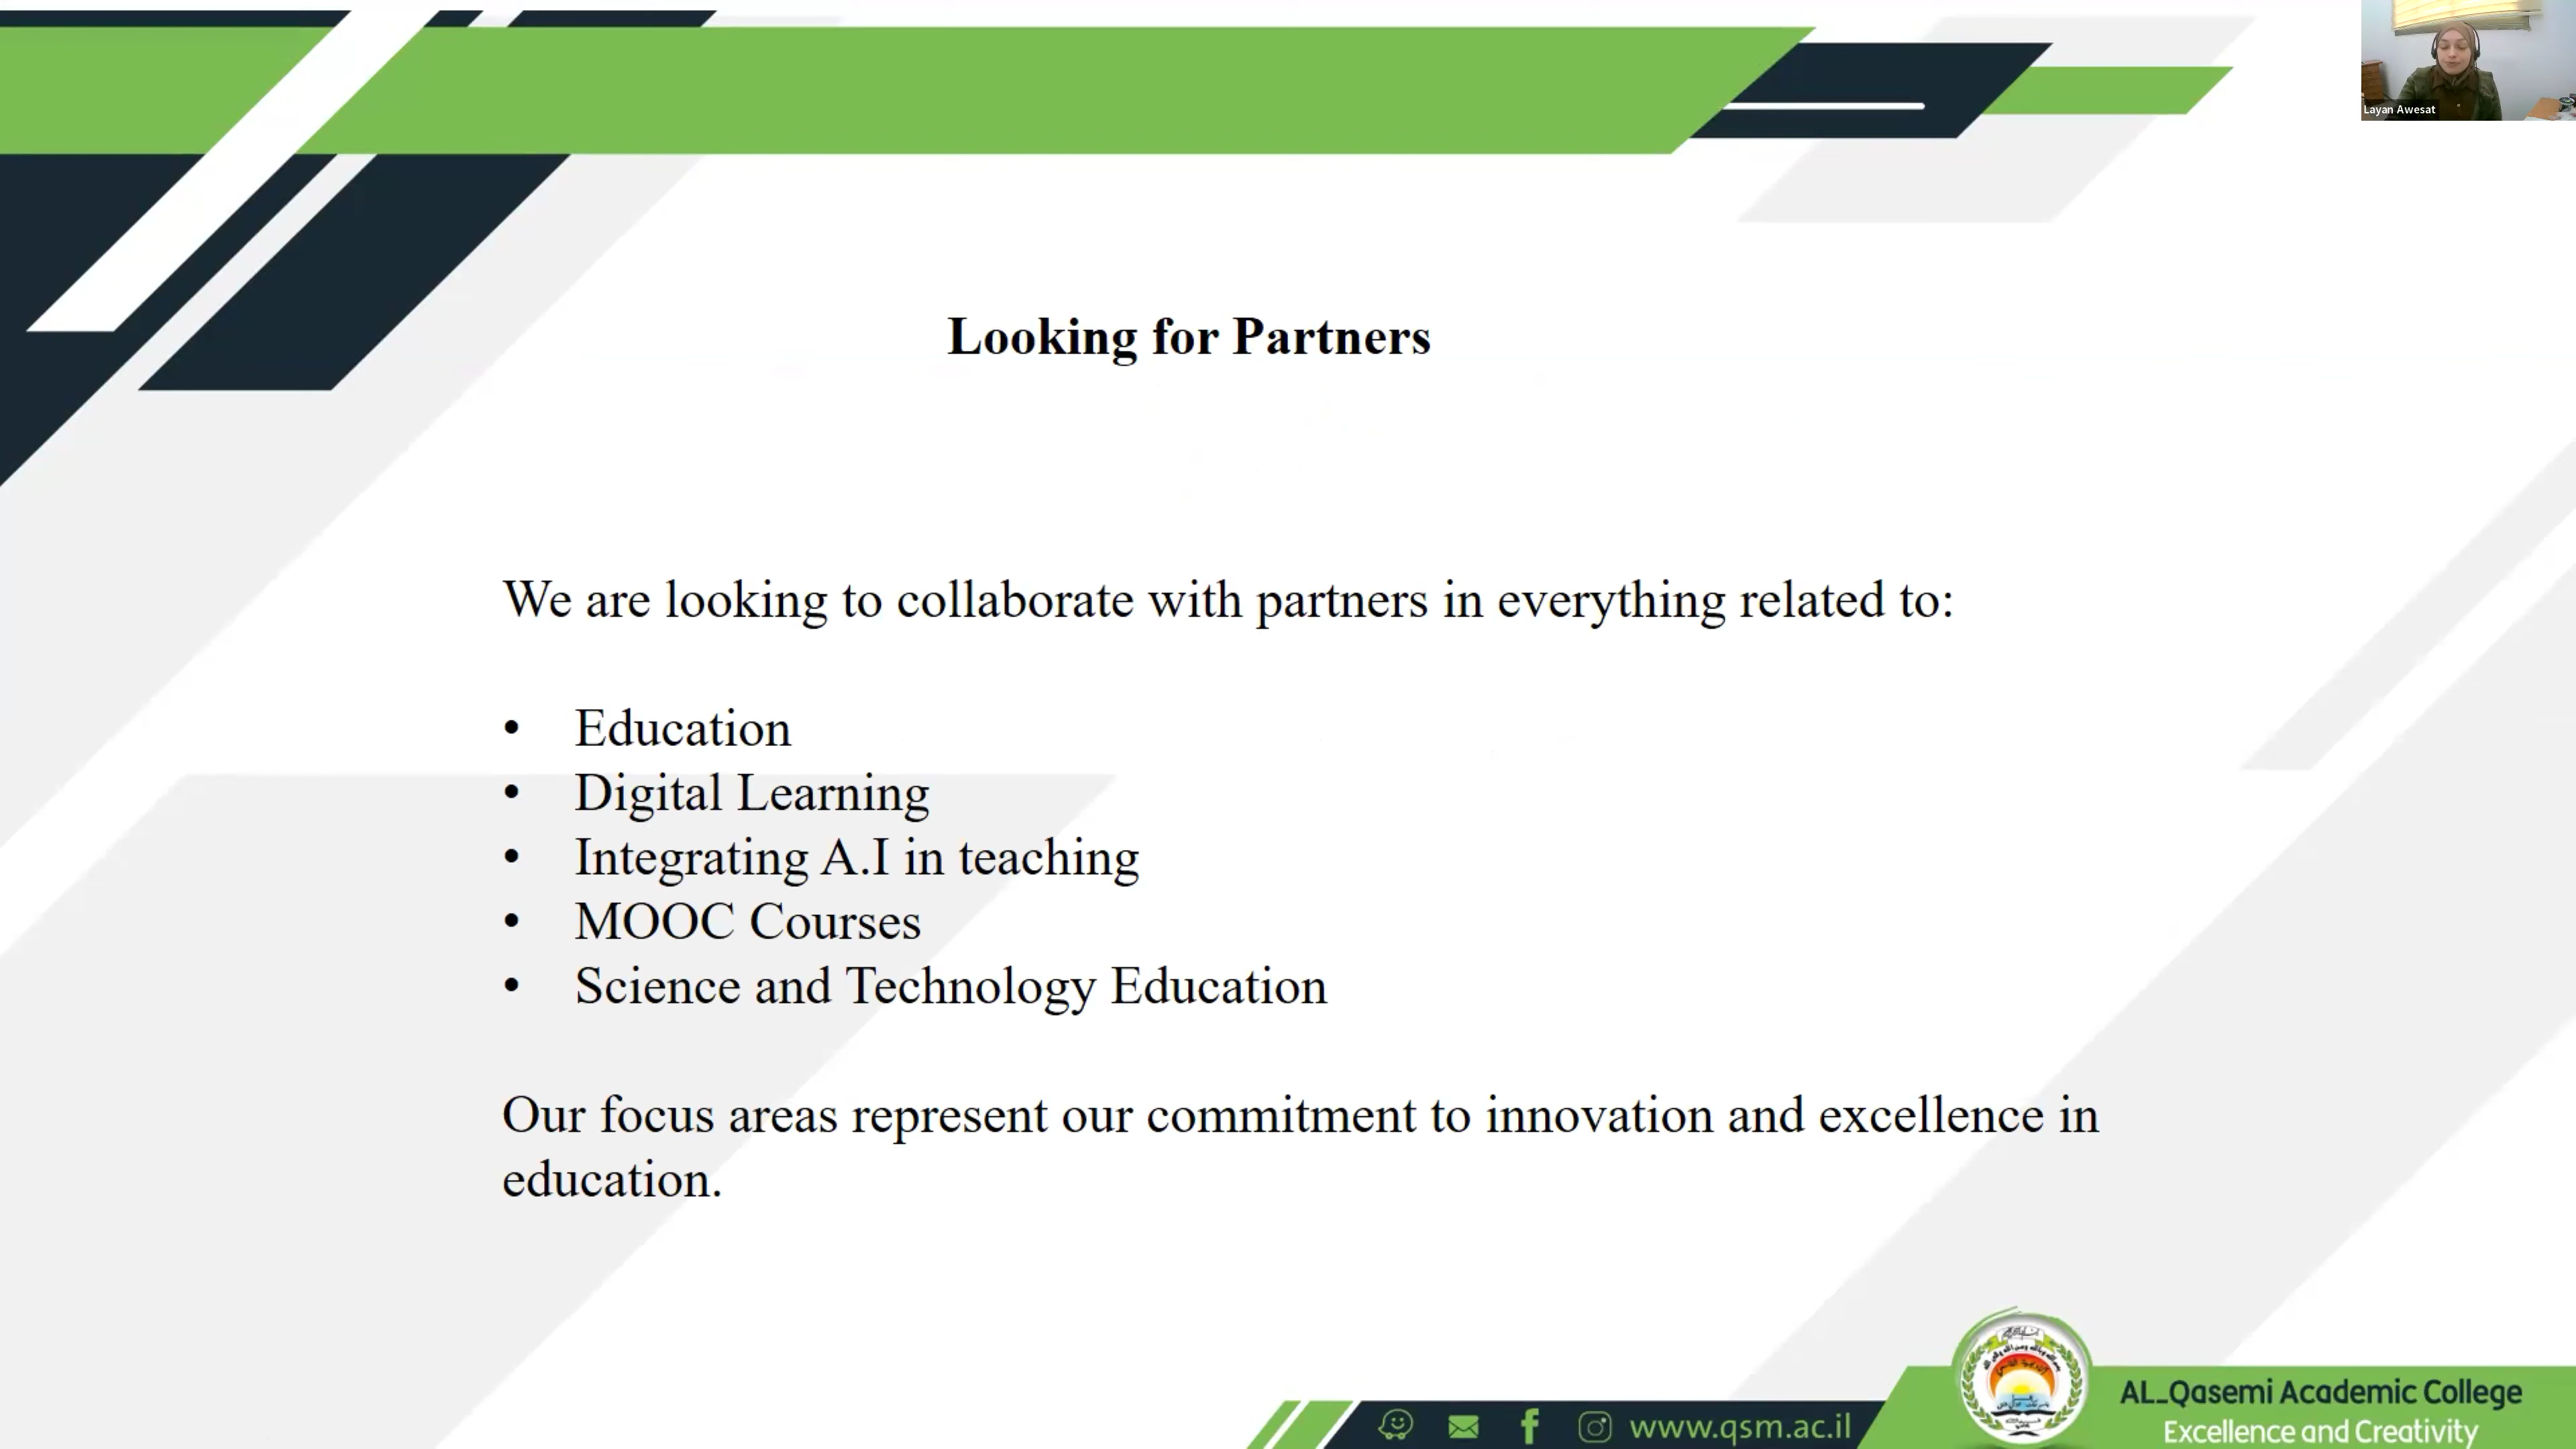 Layan Awesat
Looking for Partners
We are looking to collaborate with partners in everything related to:
• Education
• Digital Learning
• Integrating A.I in teaching
• MOOC Courses
• Science and Technology Education
Our focus areas represent our commitment to innovation and excellence in
education.
www.qsm.ac.il
AL_Qasemi Academic College
Excellence and Creativity